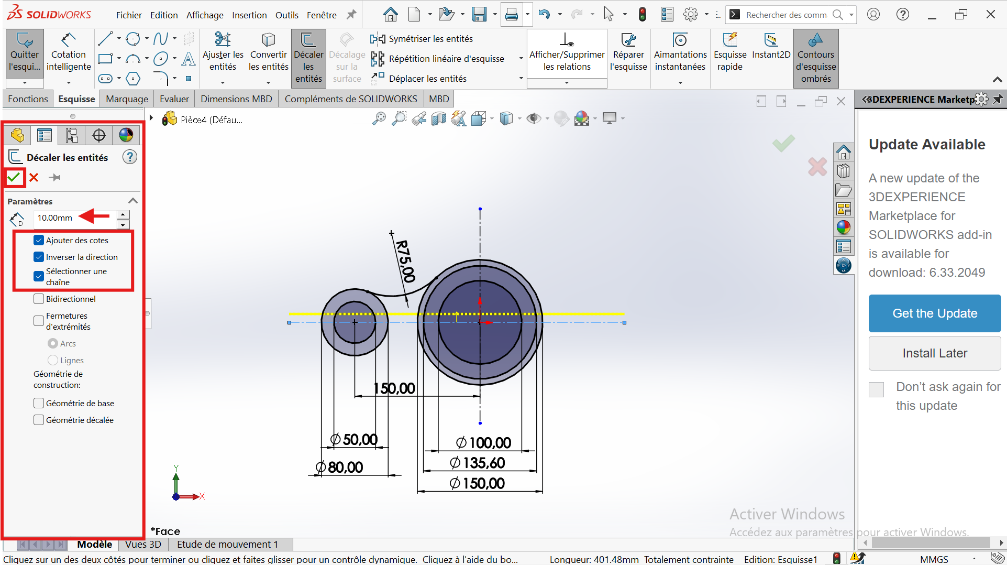 SOLIDWORKS
Fichier Edition Affichage Insertion Outils Fenêtre
Rechercher des comm
Quitter l'esqui...
Cotation intelligente
Ajuster les entités
Convertir les entités
Décaler les entités
Décalage sur la surface
Symétriser les entités
Répétition linéaire d'esquisse
Déplacer les entités
Afficher/Supprimer les relations
Réparer l'esquisse
Aimantations instantanées
Esquisse rapide
Instant2D
Contours d'esquisse ombrés
Fonctions Esquisse Marquage Evaluer Dimensions MBD Compléments de SOLIDWORKS MBD
3DEXPERIENCE Marketp
Pièce4 (Défau...
Décaler les entités
Paramètres
10.00mm
Ajouter des cotes
Inverser la direction
Sélectionner une
chaîne
Bidirectionnel
Fermetures
d'extrémités
Arcs
Lignes
Géométrie de
construction:
Géométrie de base
Géométrie décalée
R75,00
150,00
∅50,00
∅80,00
∅100,00
∅135,60
∅150,00
Y
X
*Face
Update Available
A new update of the
3DEXPERIENCE
Marketplace for
SOLIDWORKS add-in
is available for
download: 6.33.2049
Get the Update
Install Later
Don't ask again for
this update
Activer Windows
Accédez aux paramètres pour activer Windows.
Modèle Vues 3D Etude de mouvement 1
Cliquez sur un des deux côtés pour terminer ou cliquez et faites glisser pour un contrôle dynamique. Cliquez à l'aide du bo... Longueur: 401.48mm Totalement contrainte Edition: Esquisse1 MMGS